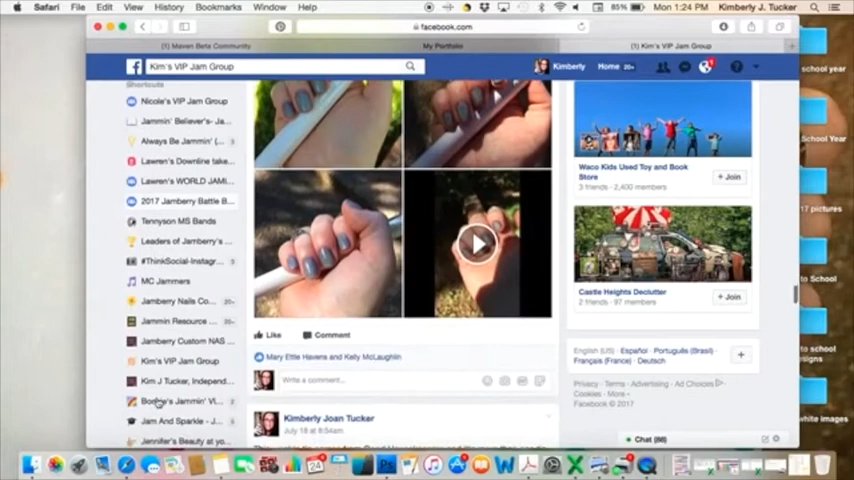 Safari File Edit View History Bookmarks Window Help
85% Mon 1:24 PM Kimberly J. Tucker
facebook.com
(1) Maven Beta Community
My Portfolio
(1) Kim's VIP Jam Group
Kim's VIP Jam Group
Kimberly
Home 20+
Shortcuts
Nicole's VIP Jam Group
Jammin' Believer's- Ja...
Always Be Jammin' (...
Lawren's Downline take...
Lawren's WORLD JAMI...
2017 Jamberry Battle B...
Tennyson MS Bands
Leaders of Jamberry's ...
#ThinkSocial-Instagr...
MC Jammers
Jamberry Nails Co... 20+
Jammin Resource ... 20+
Jamberry Custom NAS ...
Kim's VIP Jam Group
Kim J Tucker, Independ...
Jammin' VI... 2
Jam And Sparkle - J...
Jennifer's Beauty at yo...
Like
Comment
Mary Ettie Havens and Kelly McLaughlin
Write a comment...
Kimberly Joan Tucker
July 18 at 8:54am
Waco Kids Used Toy and Book
Store
3 friends · 2,400 members
+ Join
Castle Heights Declutter
2 friends · 97 members
+ Join
English (US) · Español · Português (Brasil) ·
Français (France) · Deutsch
Privacy · Terms · Advertising · Ad Choices
Cookies · More ·
Facebook © 2017
Chat (88)
school year
School Year
17 pictures
to School
to school
white images